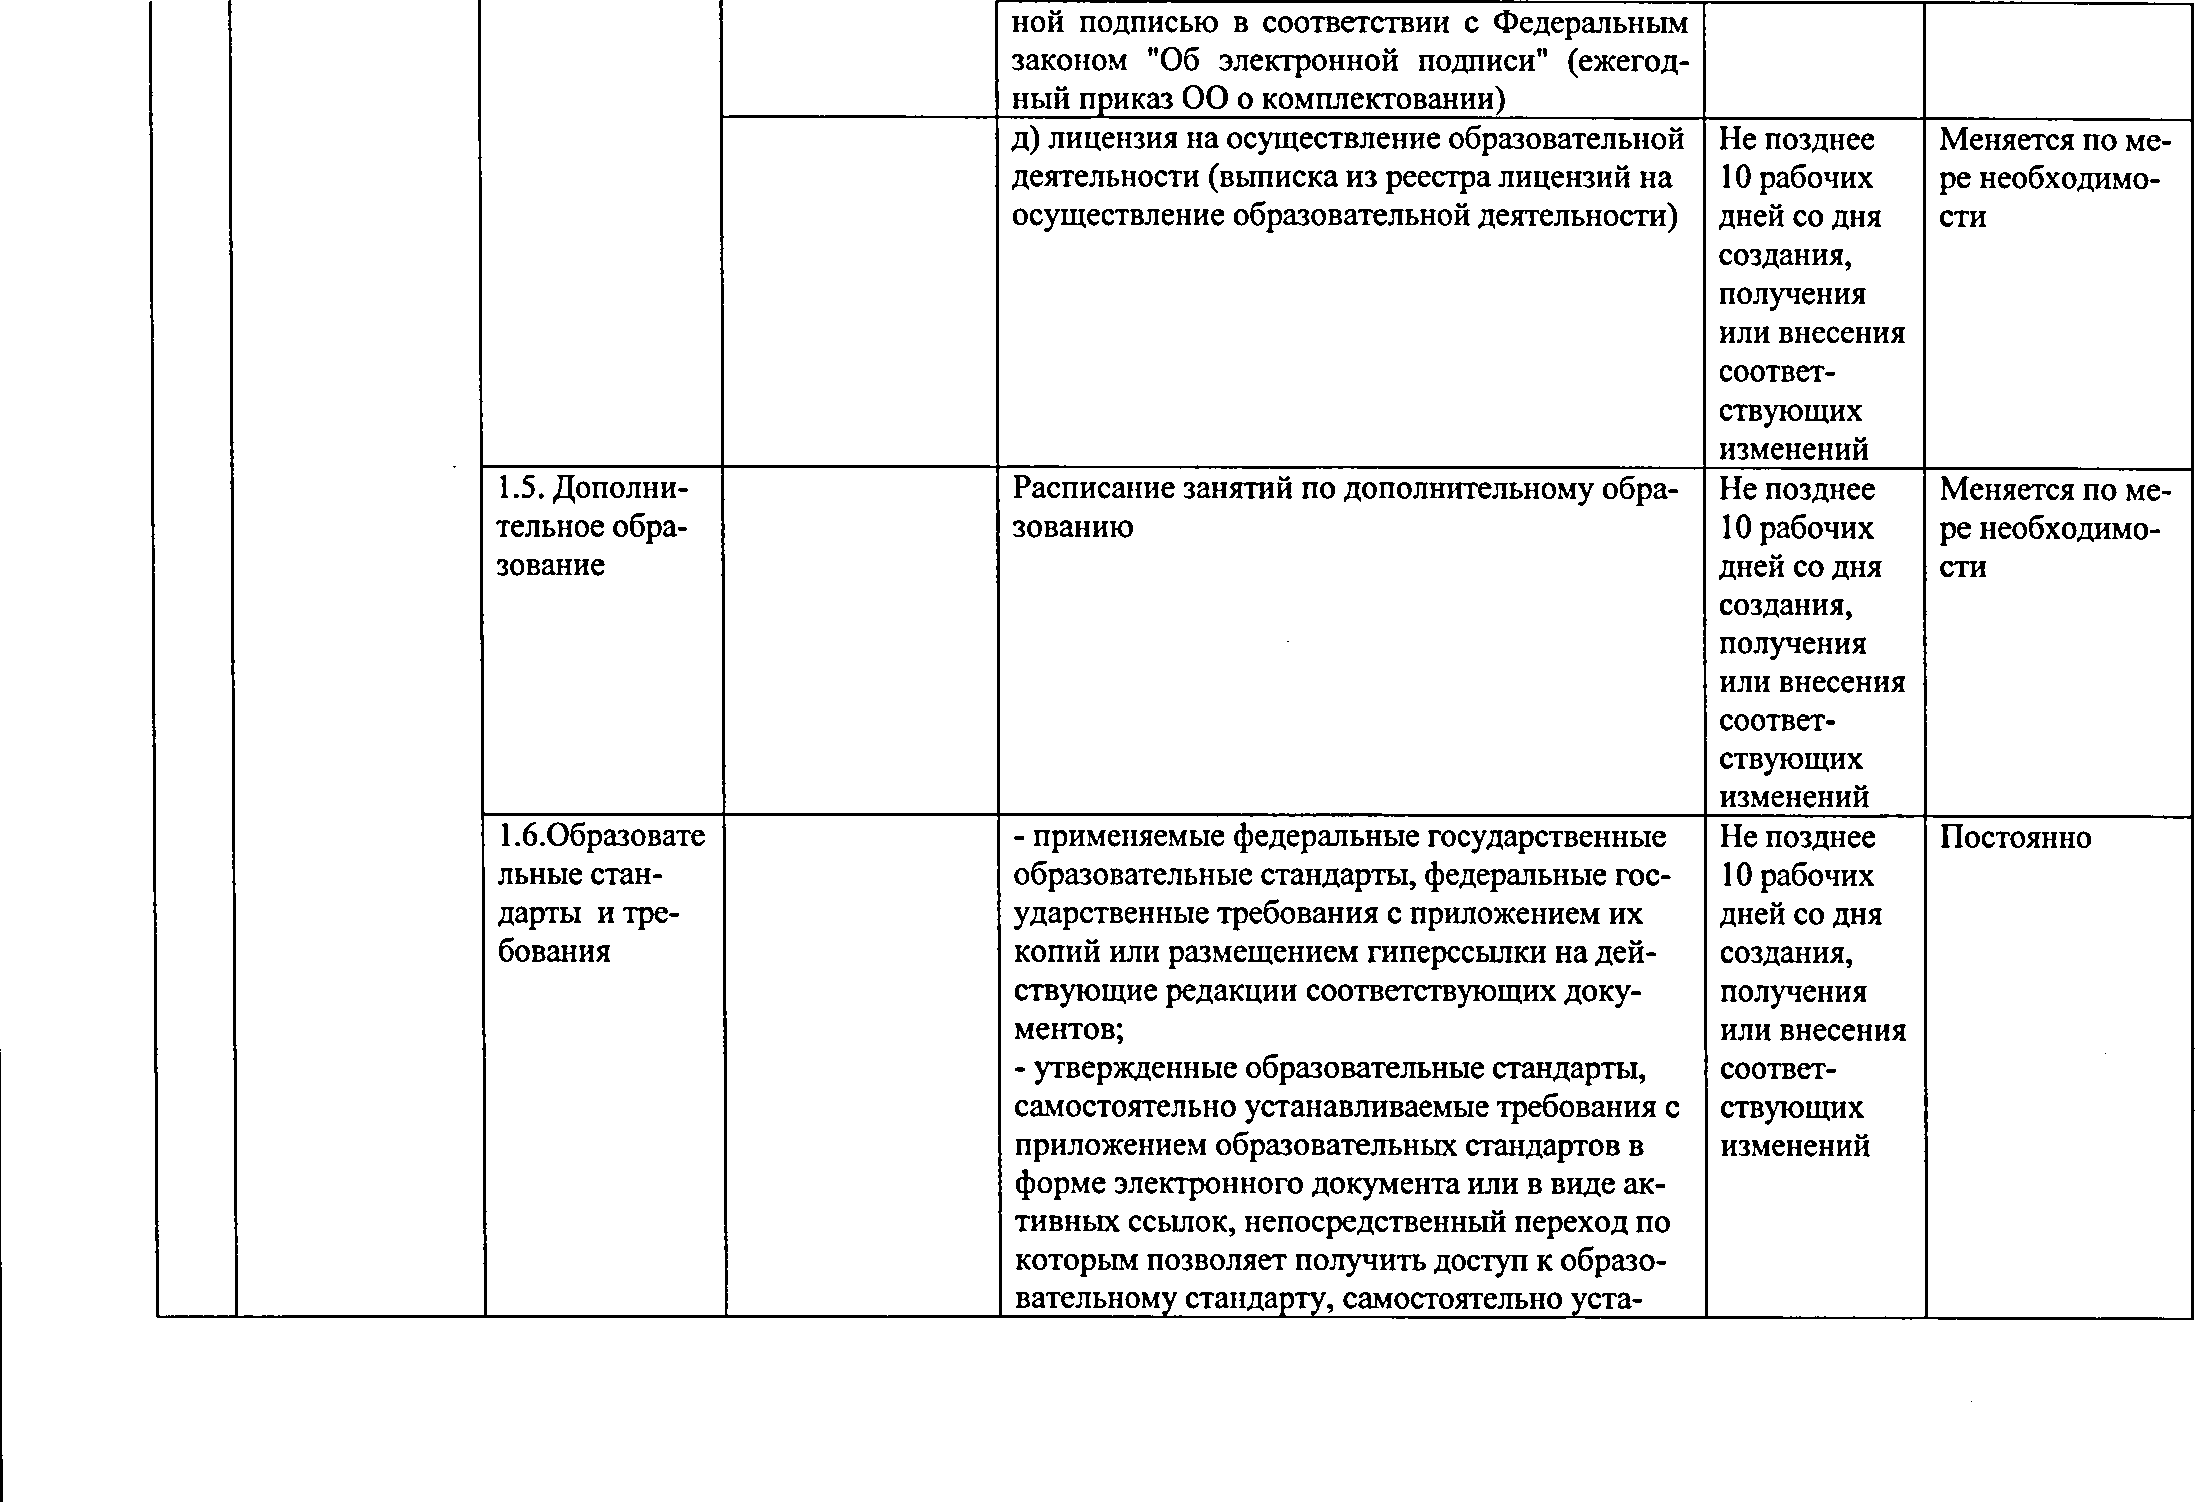 ной подписью в соответствии с Федеральным
законом "Об электронной подписи" (ежегод-
ный приказ ОО о комплектовании)
д) лицензия на осуществление образовательной
деятельности (выписка из реестра лицензий на
осуществление образовательной деятельности)
Не позднее
10 рабочих
дней со дня
создания,
получения
или внесения
соответ-
ствующих
изменений
Меняется по ме-
ре необходимо-
сти
1.5. Дополни-
тельное обра-
зование
Расписание занятий по дополнительному обра-
зованию
Не позднее
10 рабочих
дней со дня
создания,
получения
или внесения
соответ-
ствующих
изменений
Меняется по ме-
ре необходимо-
сти
1.6.Образовате
льные стан-
дарты и тре-
бования
- применяемые федеральные государственные
образовательные стандарты, федеральные гос-
ударственные требования с приложением их
копий или размещением гиперссылки на дей-
ствующие редакции соответствующих доку-
ментов;
- утвержденные образовательные стандарты,
самостоятельно устанавливаемые требования с
приложением образовательных стандартов в
форме электронного документа или в виде ак-
тивных ссылок, непосредственный переход по
которым позволяет получить доступ к образо-
вательному стандарту, самостоятельно уста-
Не позднее
10 рабочих
дней со дня
создания,
получения
или внесения
соответ-
ствующих
изменений
Постоянно